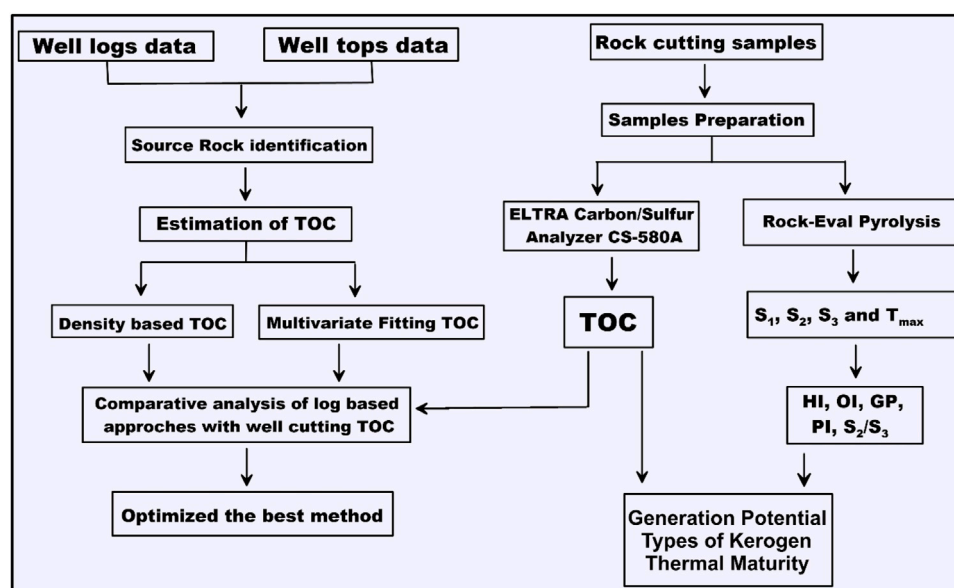 Well logs data
Well tops data
Source Rock identification
Estimation of TOC
Density based TOC
Multivariate Fitting TOC
Comparative analysis of log based
approches with well cutting TOC
Optimized the best method
Rock cutting samples
Samples Preparation
ELTRA Carbon/Sulfur
Analyzer CS-580A
TOC
Rock-Eval Pyrolysis
S₁, S₂, S₃ and Tₘₐₓ
HI, OI, GP,
PI, S₂/S₃
Generation Potential
Types of Kerogen
Thermal Maturity